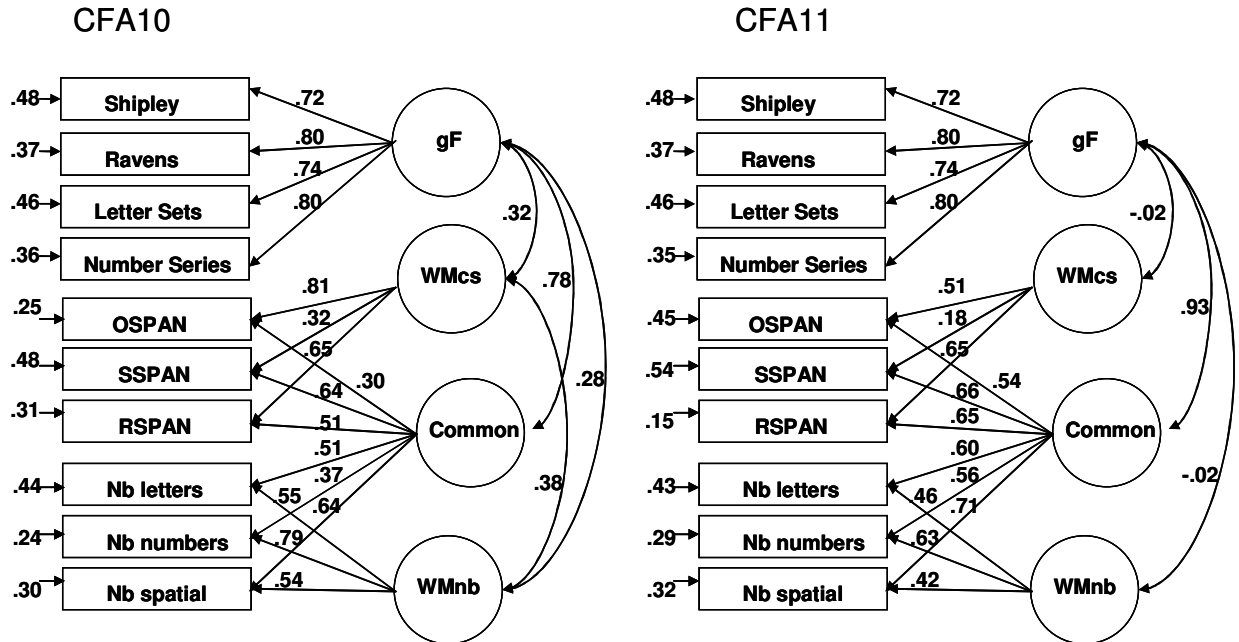 CFA10
.48
Shipley
.72
.37
Ravens
.80
gF
.46
Letter Sets
.74
.36
Number Series
.80
.32
.78
.28
.25
OSPAN
.81
WMcs
.48
SSPAN
.32
.31
RSPAN
.65
.30
.64
.51
Common
.44
Nb letters
.51
.37
.64
.38
.24
Nb numbers
.55
.79
.30
Nb spatial
.54
WMnb
CFA11
.48
Shipley
.72
.37
Ravens
.80
gF
.46
Letter Sets
.74
.35
Number Series
.80
-.02
.93
-.02
.45
OSPAN
.51
WMcs
.54
SSPAN
.18
.15
RSPAN
.65
.54
.66
.65
Common
.43
Nb letters
.60
.56
.71
.29
Nb numbers
.46
.63
.32
Nb spatial
.42
WMnb